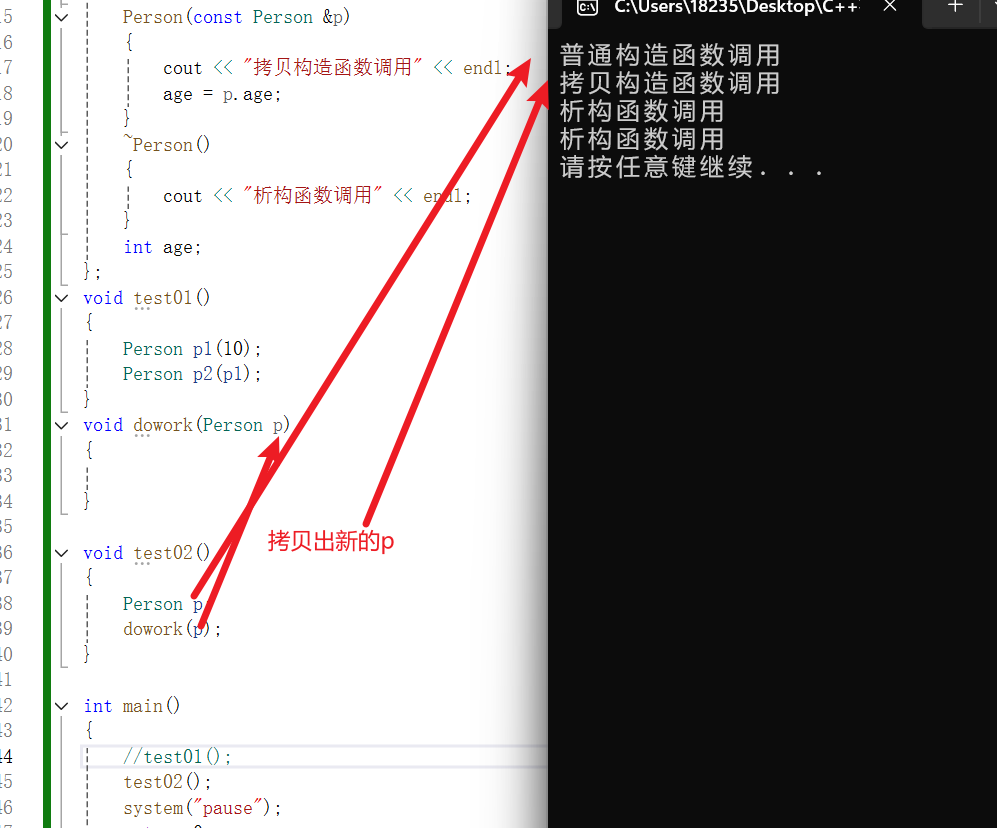 5 Person(const Person &p)
6 {
7 cout << "拷贝构造函数调用" << endl;
8 age = p.age;
9 }
20 ~Person()
21 {
22 cout << "析构函数调用" << endl;
23 }
24 int age;
25 };
26 void test01()
27 {
28 Person p1(10);
29 Person p2(p1);
30 }
31 void dowork(Person p)
32 {
33
34 }
35
36 void test02()
37 {
38 Person p
39 dowork(p);
40 }
41
42 int main()
43 {
44 //test01();
45 test02();
46 system("pause");
拷贝出新的p
C:\Users\18235\Desktop\C++
普通构造函数调用
拷贝构造函数调用
析构函数调用
析构函数调用
请按任意键继续. . .